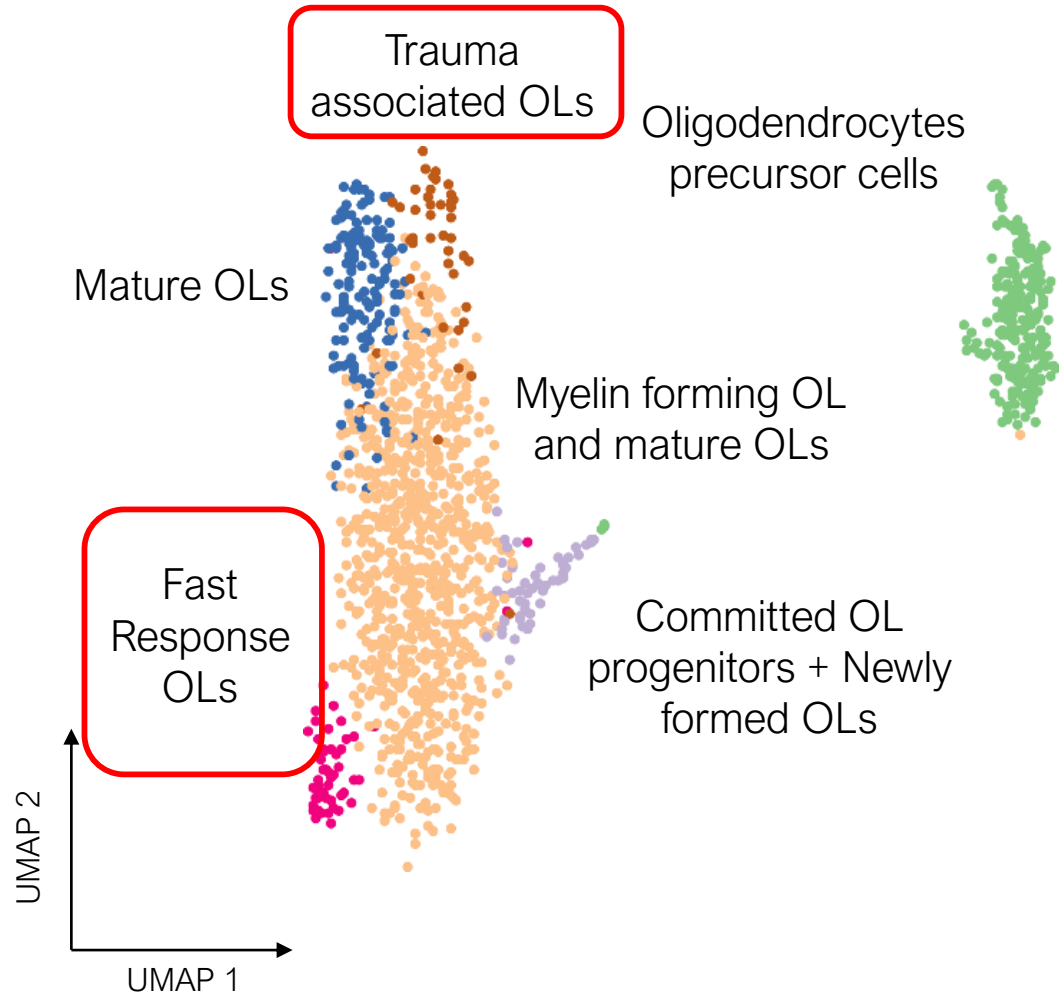 Trauma
associated OLs
Oligodendrocytes
precursor cells
Mature OLs
Myelin forming OL
and mature OLs
Fast
Response
OLs
Committed OL
progenitors + Newly
formed OLs
UMAP 2
UMAP 1